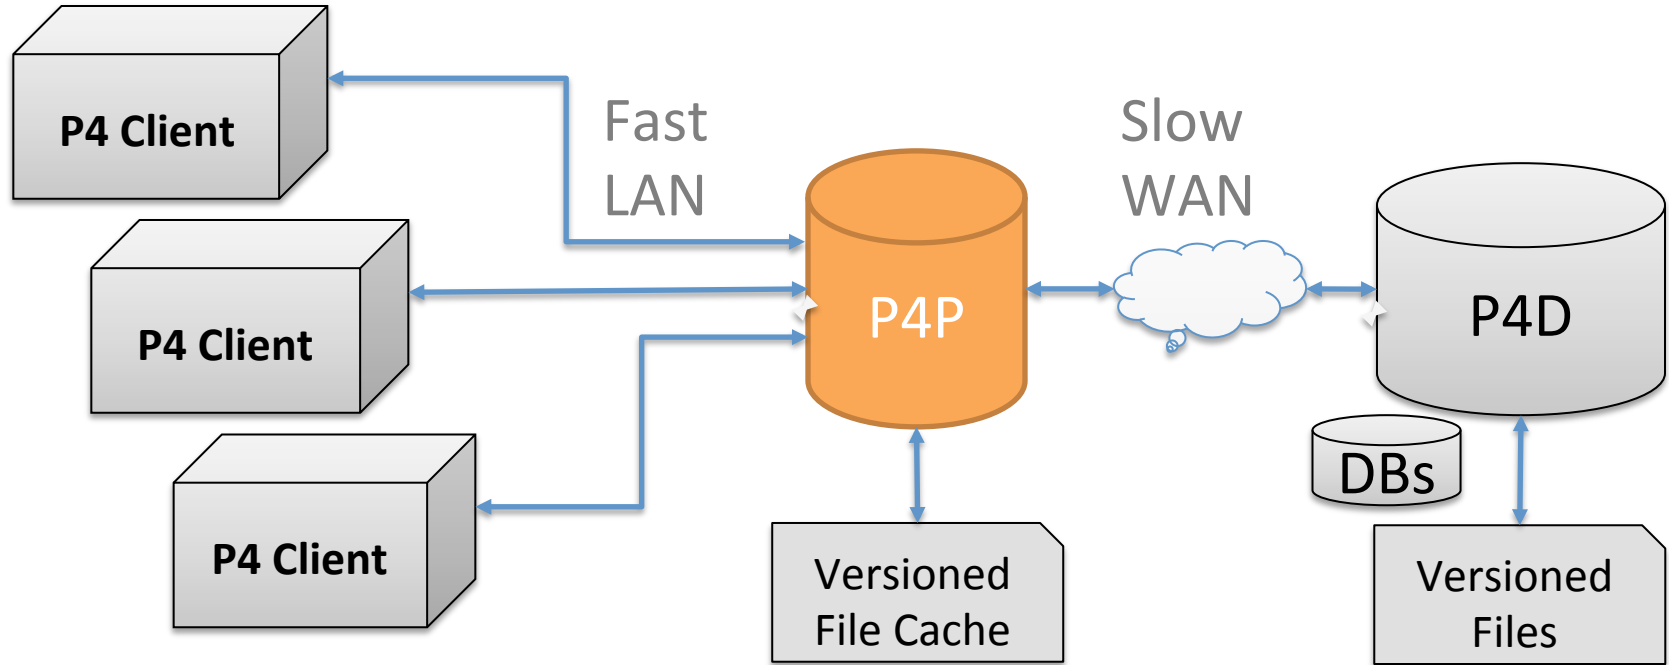 P4 Client
P4 Client
P4 Client
Fast
LAN
P4P
Versioned
File Cache
Slow
WAN
P4D
DBs
Versioned
Files